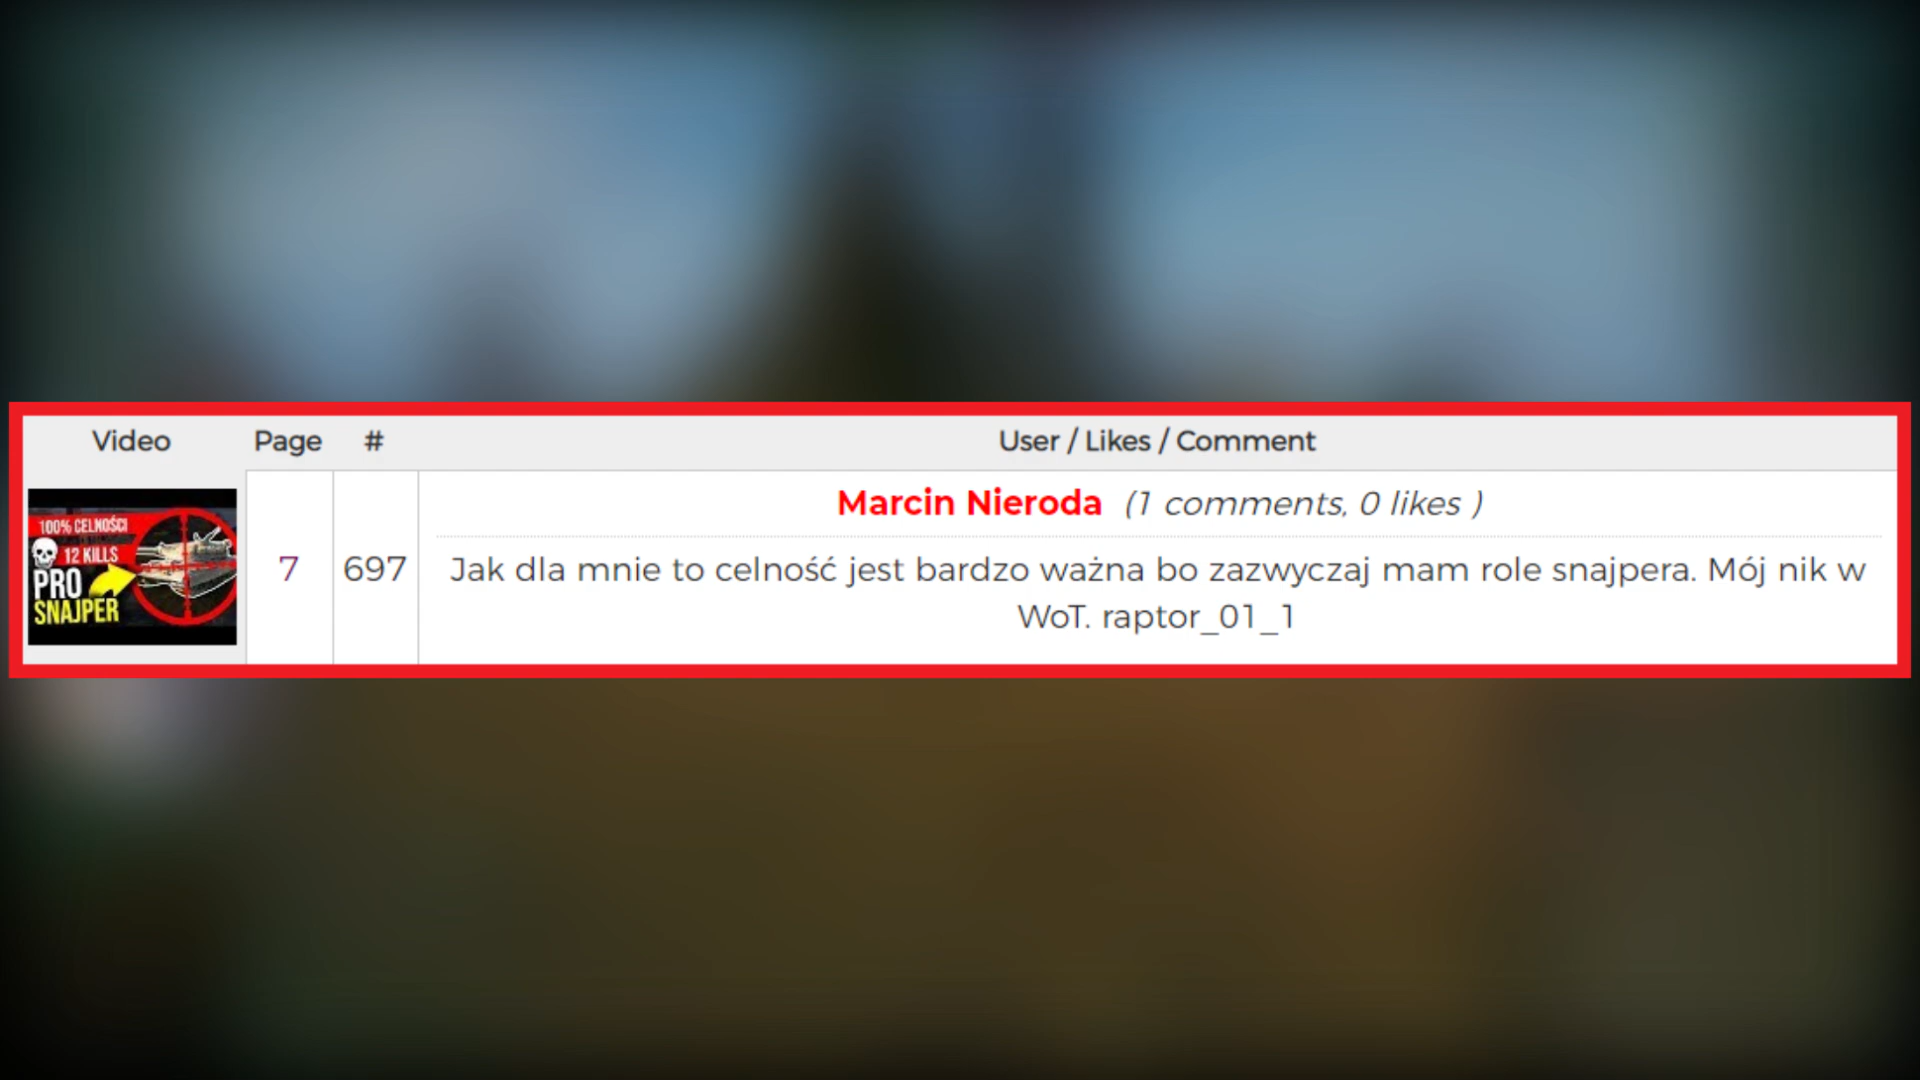 Video Page # User / Likes / Comment
100% CELNOŚCI
12 KILLS
PRO
SNAJPER
7
697
Marcin Nieroda (1 comments, 0 likes )
Jak dla mnie to celność jest bardzo ważna bo zazwyczaj mam role snajpera. Mój nik w
WoT. raptor_01_1